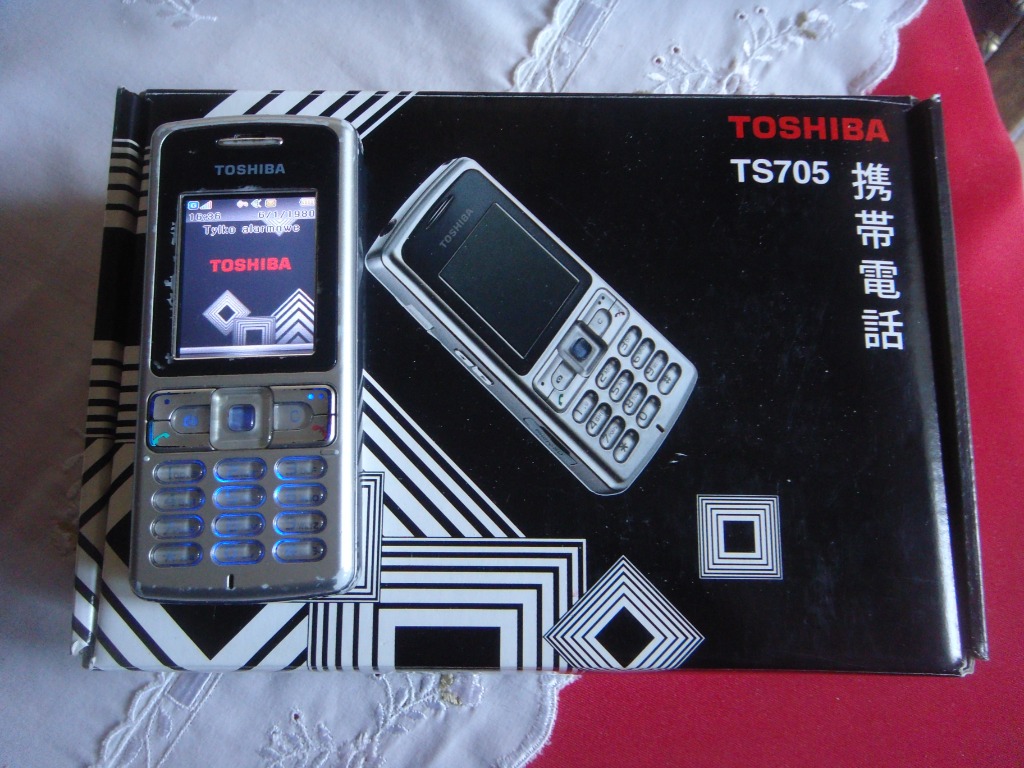 TOSHIBA
16:36 6/1/1980
Tylko alarmowe
TOSHIBA
TOSHIBA
TOSHIBA
TS705
携帯電話